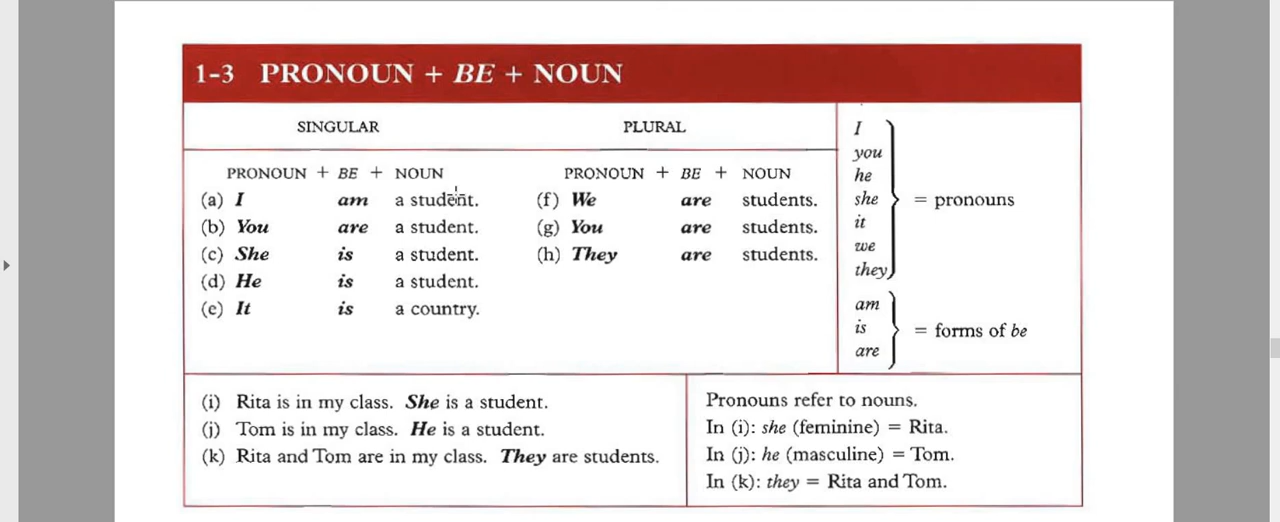 1-3 PRONOUN + BE + NOUN
SINGULAR
PLURAL
PRONOUN + BE + NOUN
(a) I am a student.
(b) You are a student.
(c) She is a student.
(d) He is a student.
(e) It is a country.
PRONOUN + BE + NOUN
(f) We are students.
(g) You are students.
(h) They are students.
I
you
he
she
it
we
they
= pronouns
am
is
are
= forms of be
(i) Rita is in my class. She is a student.
(j) Tom is in my class. He is a student.
(k) Rita and Tom are in my class. They are students.
Pronouns refer to nouns.
In (i): she (feminine) = Rita.
In (j): he (masculine) = Tom.
In (k): they = Rita and Tom.